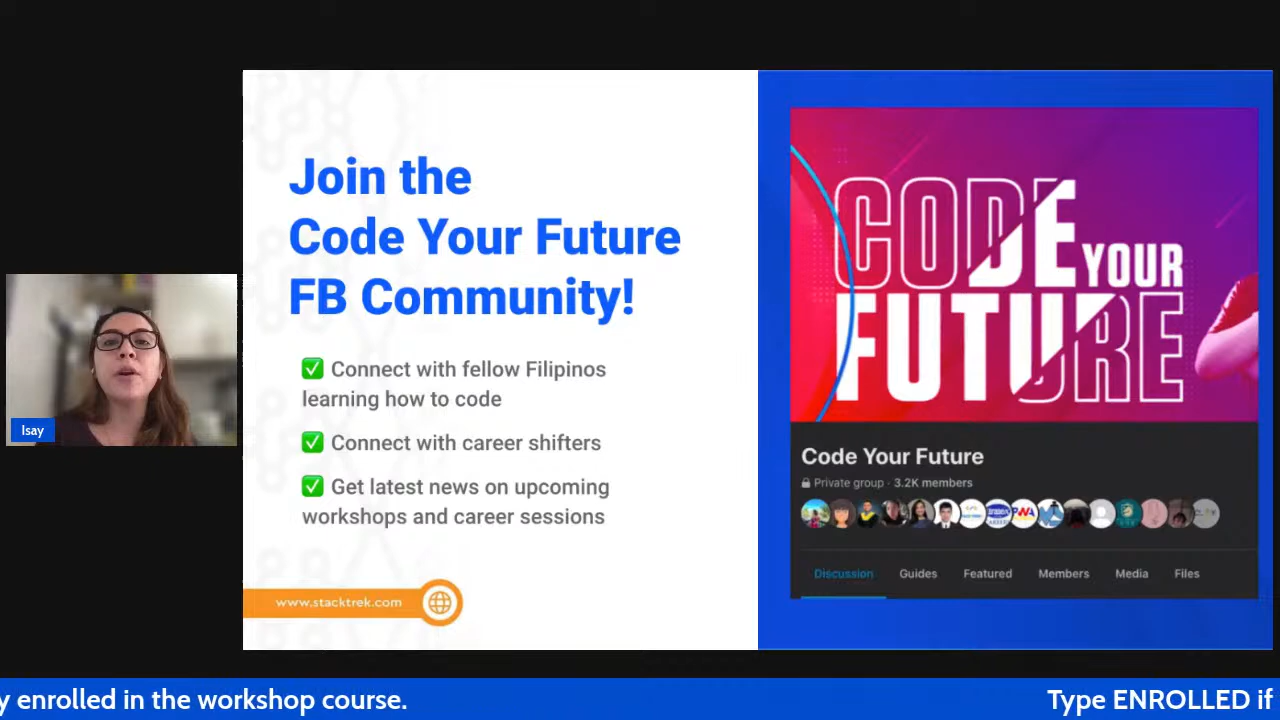 Join the
Code Your Future
FB Community!
✅ Connect with fellow Filipinos
learning how to code
✅ Connect with career shifters
✅ Get latest news on upcoming
workshops and career sessions
www.stacktrek.com
Isay
CODE YOUR
FUTURE
Code Your Future
Private group · 3.2K members
Discussion Guides Featured Members Media Files
y enrolled in the workshop course. Type ENROLLED if